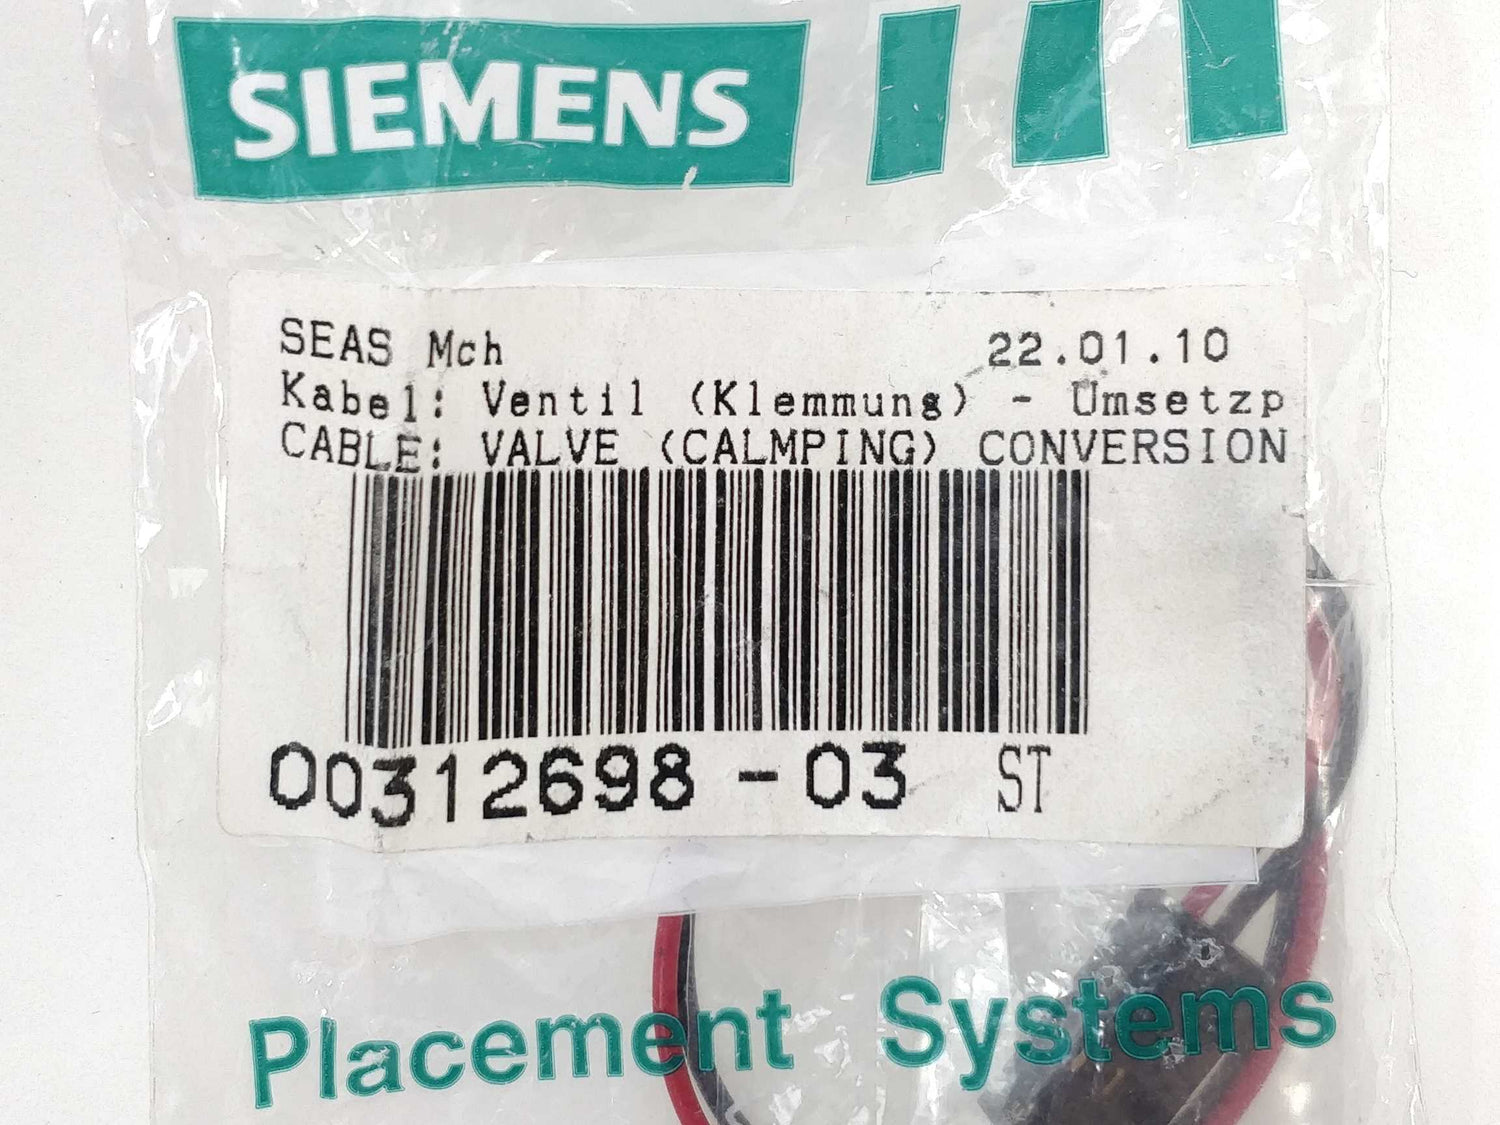 SIEMENS
SEAS Mch 22.01.10
Kabel: Ventil (Klemmung) - Umsetzp
CABLE: VALVE (CALMPING) CONVERSION
00312698-03 ST
Placement Systems